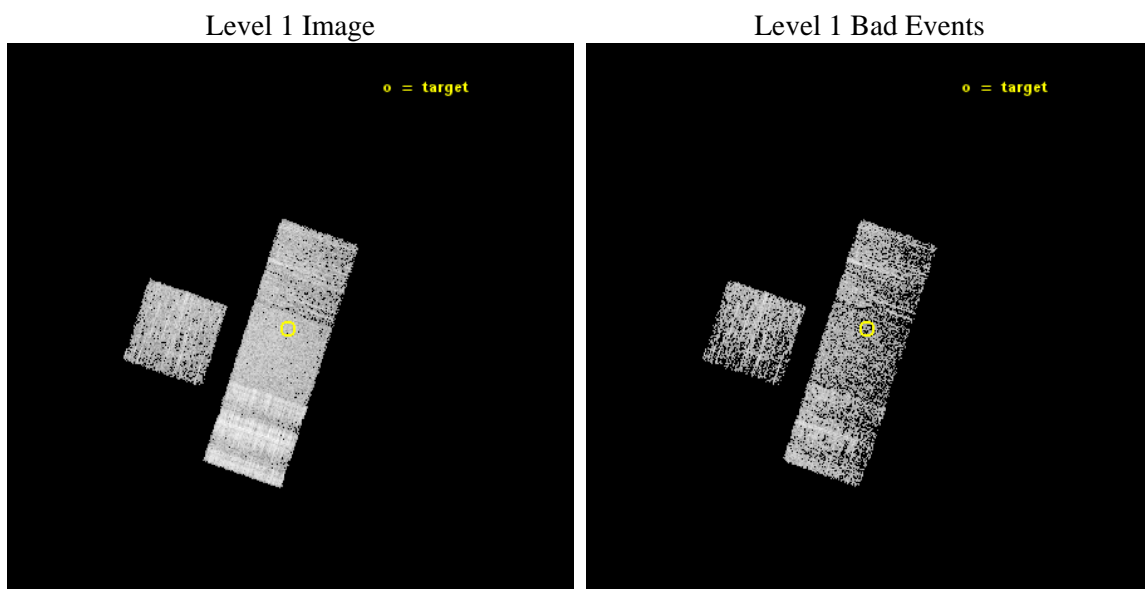 Level 1 Image
Level 1 Bad Events
o = target
o = target